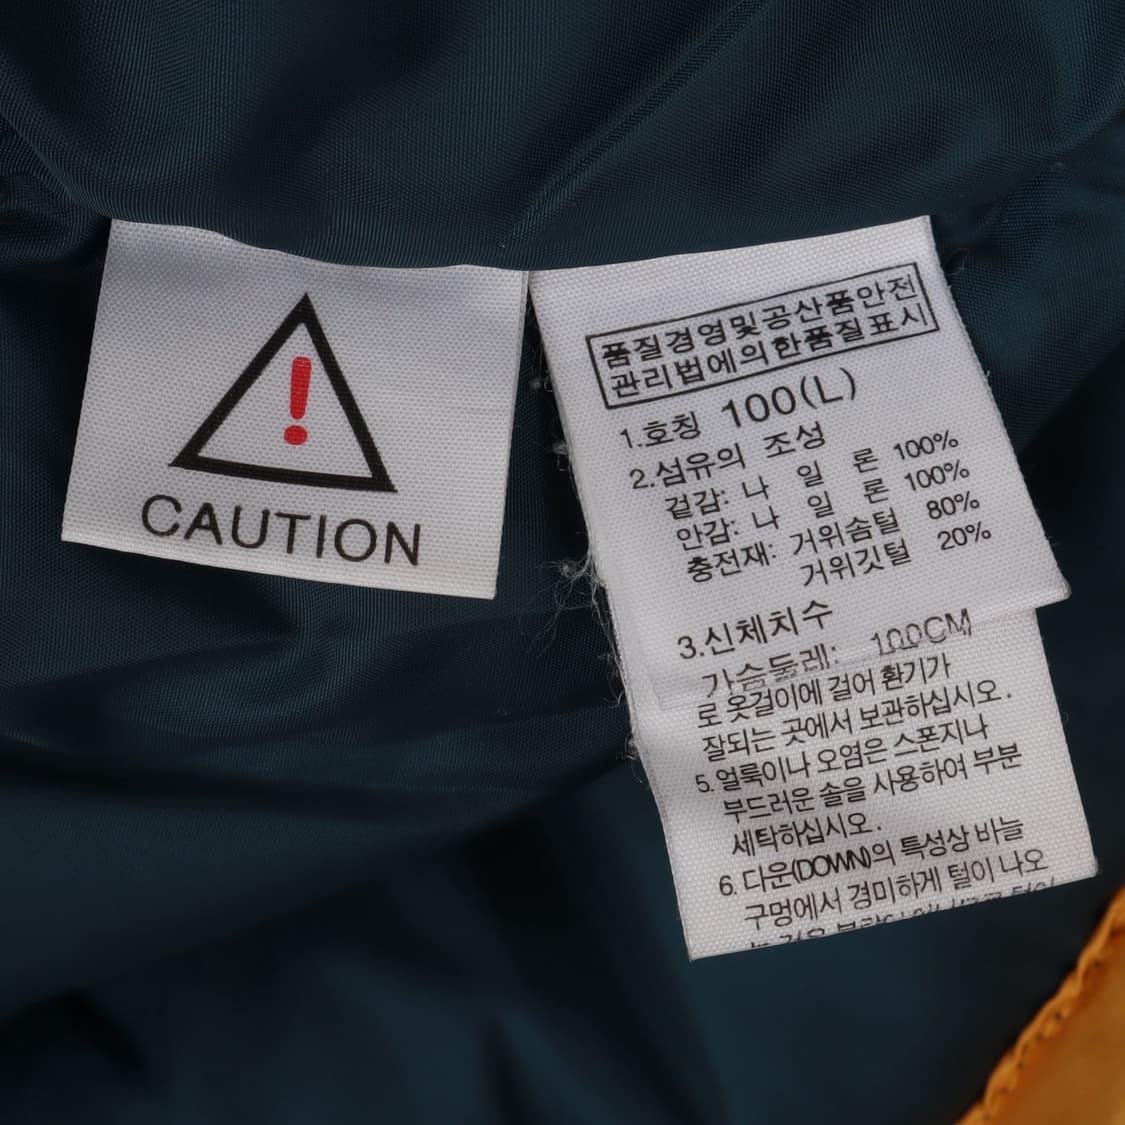 !
CAUTION
품질경영및공산품안전
관리법에의한품질표시
1.호칭 100(L)
2.섬유의 조성
겉감: 나 일 론 100%
안감: 나 일 론 100%
충전재: 거위솜털 80%
거위깃털 20%
3.신체치수
가슴둘레: 100CM
로 옷걸이에 걸어 환기가
잘되는 곳에서 보관하십시오.
5. 얼룩이나 오염은 스폰지나
부드러운 솔을 사용하여 부분
세탁하십시오.
6. 다운(DOWN)의 특성상 바늘
구멍에서 경미하게 털이 나오